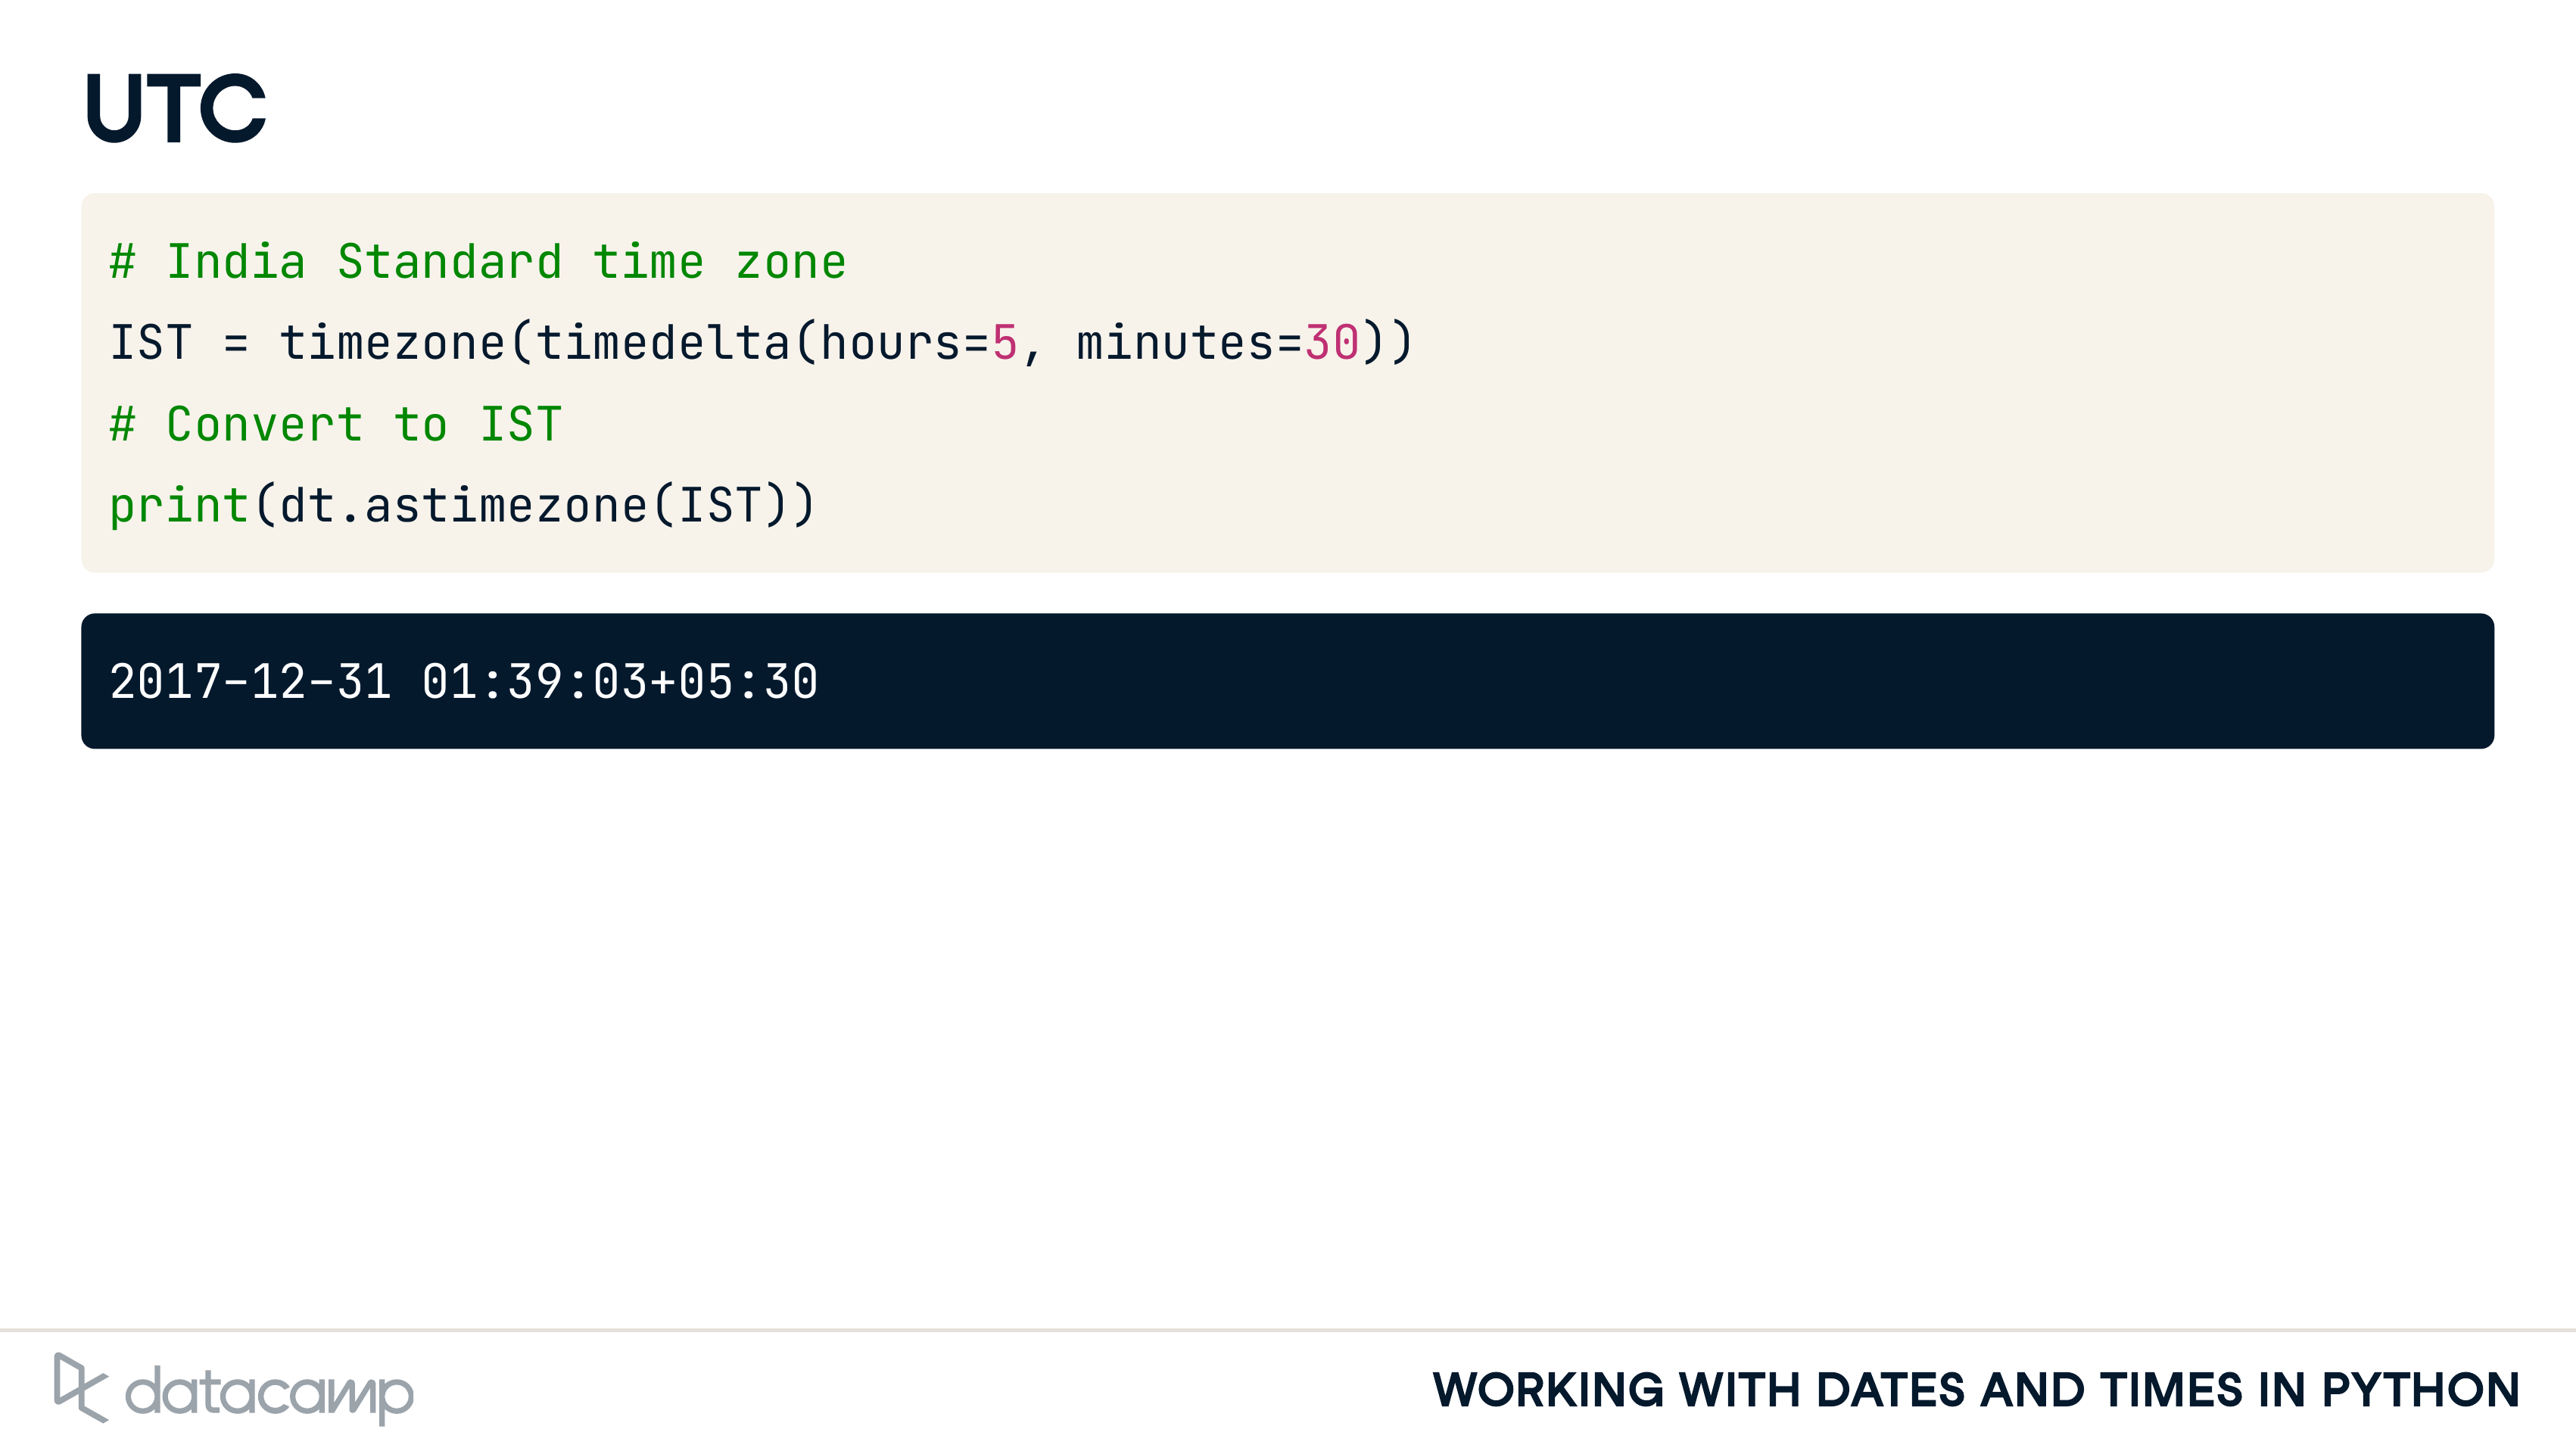 UTC
# India Standard time zone
IST = timezone(timedelta(hours=5, minutes=30))
# Convert to IST
print(dt.astimezone(IST))
2017-12-31 01:39:03+05:30
datacamp
WORKING WITH DATES AND TIMES IN PYTHON